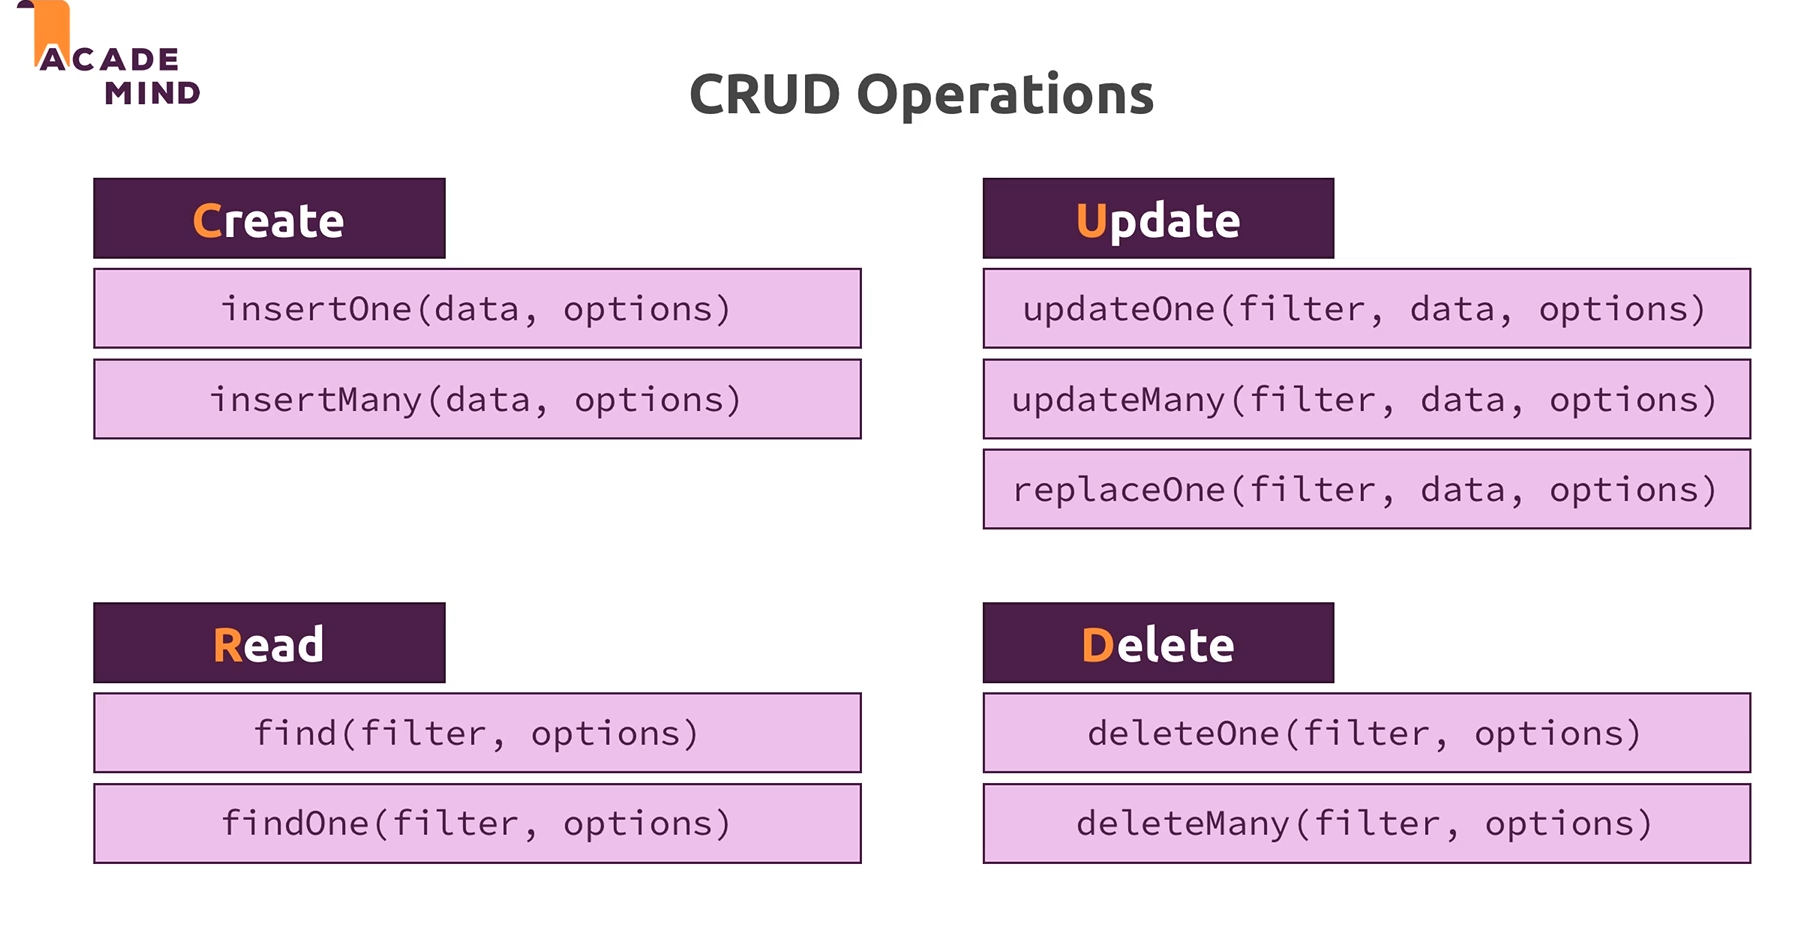 ACADE
MIND
CRUD Operations
Create
insertOne(data, options)
insertMany(data, options)
Update
updateOne(filter, data, options)
updateMany(filter, data, options)
replaceOne(filter, data, options)
Read
find(filter, options)
findOne(filter, options)
Delete
deleteOne(filter, options)
deleteMany(filter, options)